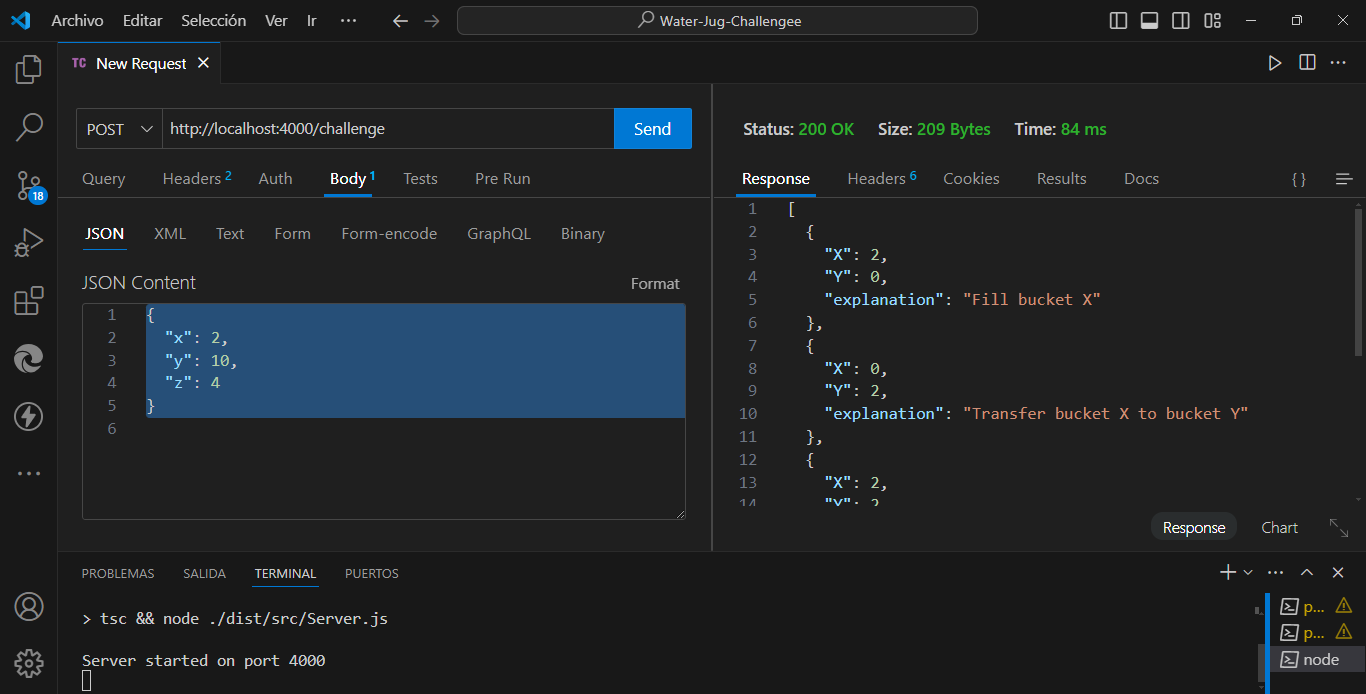 Archivo Editar Selección Ver Ir ··· Water-Jug-Challengee
TC New Request
POST http://localhost:4000/challenge Send
Query Headers 2 Auth Body 1 Tests Pre Run
JSON XML Text Form Form-encode GraphQL Binary
JSON Content Format
1 {
2 "x": 2,
3 "y": 10,
4 "z": 4
5 }
6
Status: 200 OK Size: 209 Bytes Time: 84 ms
Response Headers 6 Cookies Results Docs { }
1 [
2 {
3 "X": 2,
4 "Y": 0,
5 "explanation": "Fill bucket X"
6 },
7 {
8 "X": 0,
9 "Y": 2,
10 "explanation": "Transfer bucket X to bucket Y"
11 },
12 {
13 "X": 2,
14 "Y": 2
Response Chart
18
PROBLEMAS SALIDA TERMINAL PUERTOS
> tsc && node ./dist/src/Server.js
Server started on port 4000
p...
p...
node